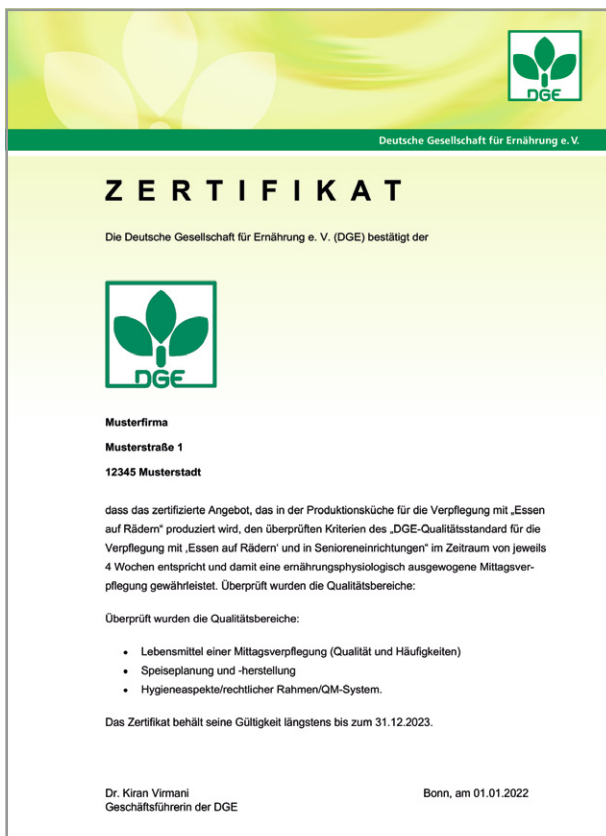 DGE
Deutsche Gesellschaft für Ernährung e. V.
ZERTIFIKAT
Die Deutsche Gesellschaft für Ernährung e. V. (DGE) bestätigt der
DGE
Musterfirma
Musterstraße 1
12345 Musterstadt
dass das zertifizierte Angebot, das in der Produktionsküche für die Verpflegung mit „Essen
auf Rädern“ produziert wird, den überprüften Kriterien des „DGE-Qualitätsstandard für die
Verpflegung mit ‚Essen auf Rädern‘ und in Senioreneinrichtungen“ im Zeitraum von jeweils
4 Wochen entspricht und damit eine ernährungsphysiologisch ausgewogene Mittagsver-
pflegung gewährleistet. Überprüft wurden die Qualitätsbereiche:
Überprüft wurden die Qualitätsbereiche:
• Lebensmittel einer Mittagsverpflegung (Qualität und Häufigkeiten)
• Speiseplanung und -herstellung
• Hygieneaspekte/rechtlicher Rahmen/QM-System.
Das Zertifikat behält seine Gültigkeit längstens bis zum 31.12.2023.
Dr. Kiran Virmani
Geschäftsführerin der DGE
Bonn, am 01.01.2022